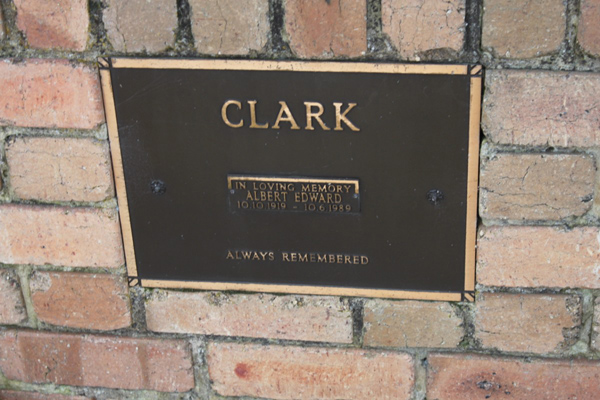 CLARK
IN LOVING MEMORY
ALBERT EDWARD
10.10.1919 - 10.6.1989
ALWAYS REMEMBERED